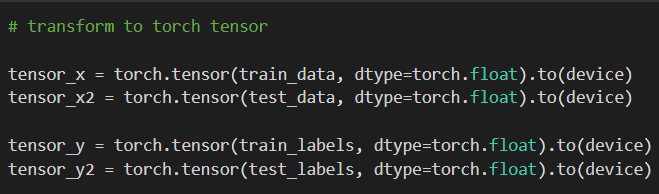 # transform to torch tensor
tensor_x = torch.tensor(train_data, dtype=torch.float).to(device)
tensor_x2 = torch.tensor(test_data, dtype=torch.float).to(device)
tensor_y = torch.tensor(train_labels, dtype=torch.float).to(device)
tensor_y2 = torch.tensor(test_labels, dtype=torch.float).to(device)